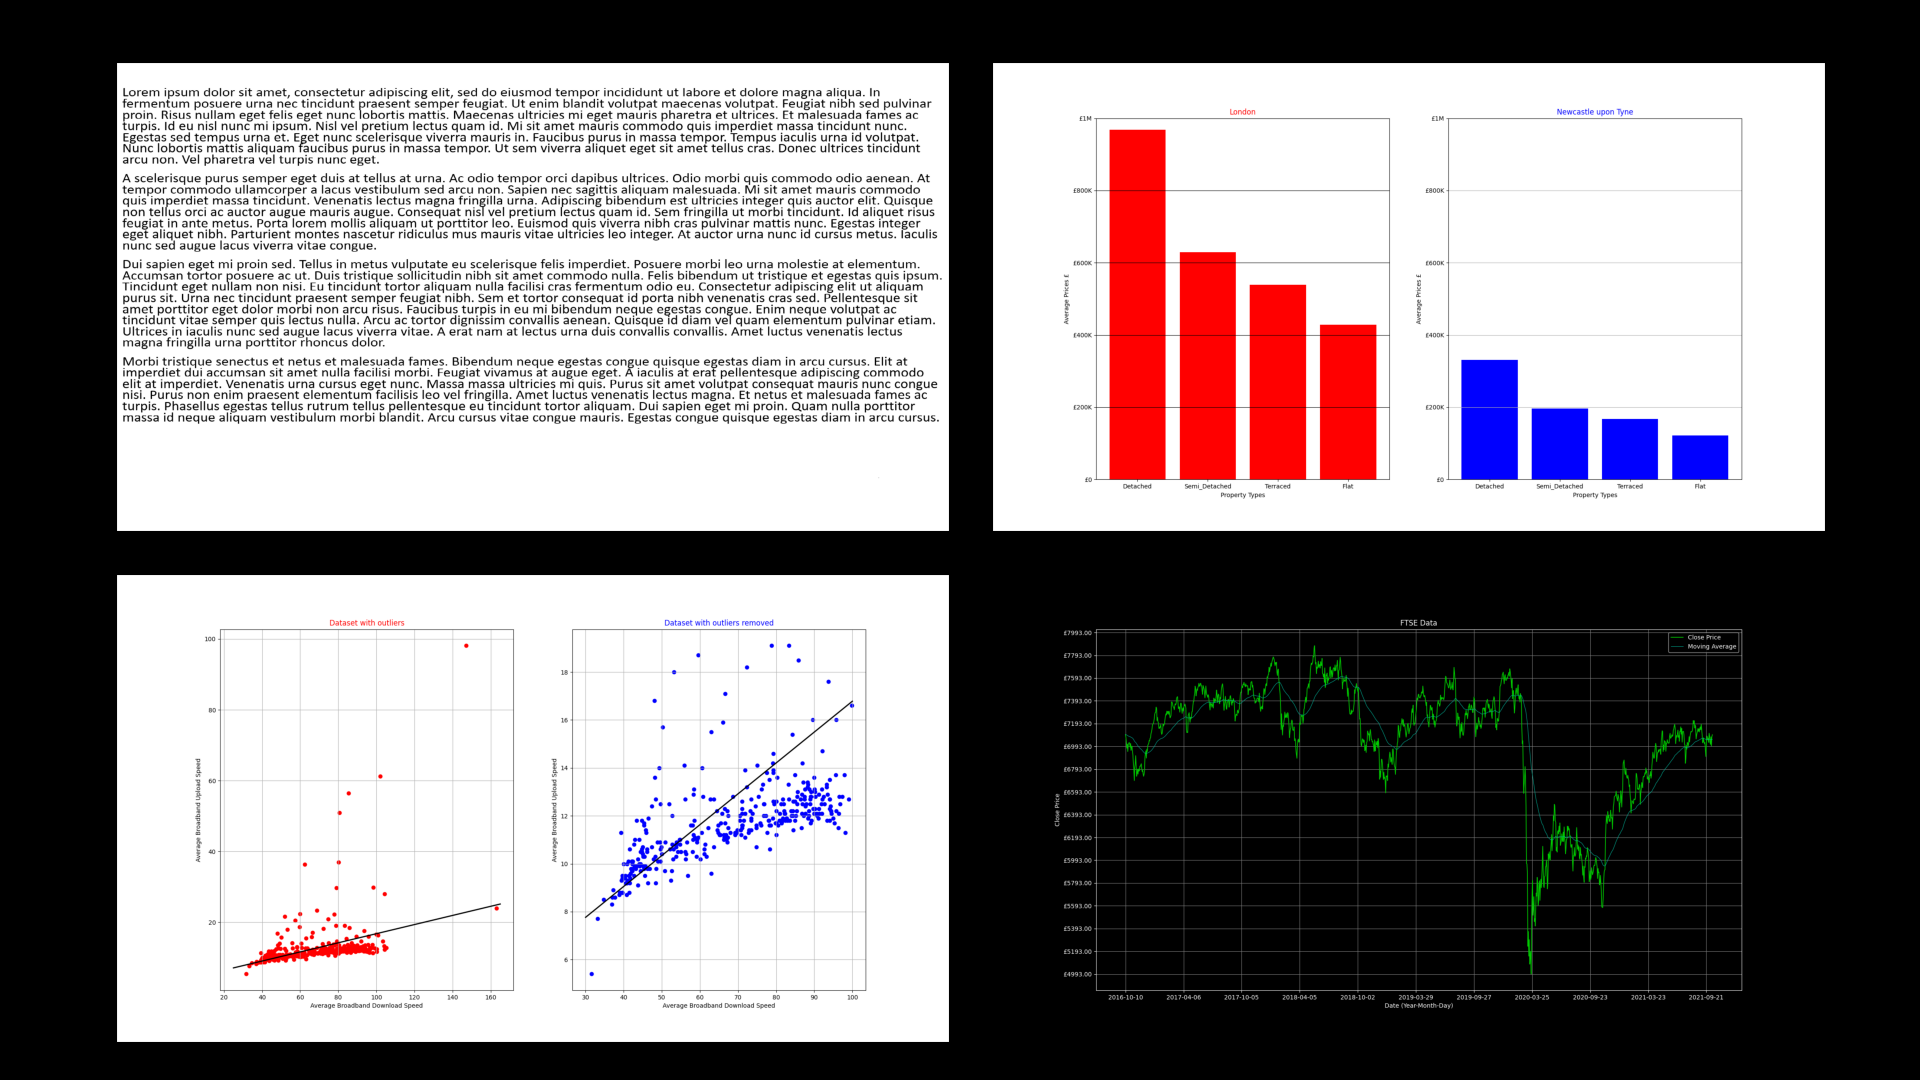 Lorem ipsum dolor sit amet, consectetur adipiscing elit, sed do eiusmod tempor incididunt ut labore et dolore magna aliqua. In
fermentum posuere urna nec tincidunt praesent semper feugiat. Ut enim blandit volutpat maecenas volutpat. Feugiat nibh sed pulvinar
proin. Risus nullam eget felis eget nunc lobortis mattis. Maecenas ultricies mi eget mauris pharetra et ultrices. Et malesuada fames ac
turpis. Id eu nisl nunc mi ipsum. Nisl vel pretium lectus quam id. Mi sit amet mauris commodo quis imperdiet massa tincidunt nunc.
Egestas sed tempus urna et. Eget nunc scelerisque viverra mauris in. Faucibus purus in massa tempor. Tempus iaculis urna id volutpat.
Nunc lobortis mattis aliquam faucibus purus in massa tempor. Ut sem viverra aliquet eget sit amet tellus cras. Donec ultrices tincidunt
arcu non. Vel pharetra vel turpis nunc eget.
A scelerisque purus semper eget duis at tellus at urna. Ac odio tempor orci dapibus ultrices. Odio morbi quis commodo odio aenean. At
tempor commodo ullamcorper a lacus vestibulum sed arcu non. Sapien nec sagittis aliquam malesuada. Mi sit amet mauris commodo
quis imperdiet massa tincidunt. Venenatis lectus magna fringilla urna. Adipiscing bibendum est ultricies integer quis auctor elit. Quisque
non tellus orci ac auctor augue mauris augue. Consequat nisl vel pretium lectus quam id. Sem fringilla ut morbi tincidunt. Id aliquet risus
feugiat in ante metus. Porta lorem mollis aliquam ut porttitor leo. Euismod quis viverra nibh cras pulvinar mattis nunc. Egestas integer
eget aliquet nibh. Parturient montes nascetur ridiculus mus mauris vitae ultricies leo integer. At auctor urna nunc id cursus metus. Iaculis
nunc sed augue lacus viverra vitae congue.
Dui sapien eget mi proin sed. Tellus in metus vulputate eu scelerisque felis imperdiet. Posuere morbi leo urna molestie at elementum.
Accumsan tortor posuere ac ut. Duis tristique sollicitudin nibh sit amet commodo nulla. Felis bibendum ut tristique et egestas quis ipsum.
Tincidunt eget nullam non nisi. Eu tincidunt tortor aliquam nulla facilisi cras fermentum odio eu. Consectetur adipiscing elit ut aliquam
purus sit. Urna nec tincidunt praesent semper feugiat nibh. Sem et tortor consequat id porta nibh venenatis cras sed. Pellentesque sit
amet porttitor eget dolor morbi non arcu risus. Faucibus turpis in eu mi bibendum neque egestas congue. Enim neque volutpat ac
tincidunt vitae semper quis lectus nulla. Arcu ac tortor dignissim convallis aenean. Quisque id diam vel quam elementum pulvinar etiam.
Ultrices in iaculis nunc sed augue lacus viverra vitae. A erat nam at lectus urna duis convallis convallis. Amet luctus venenatis lectus
magna fringilla urna porttitor rhoncus dolor.
Morbi tristique senectus et netus et malesuada fames. Bibendum neque egestas congue quisque egestas diam in arcu cursus. Elit at
imperdiet dui accumsan sit amet nulla facilisi morbi. Feugiat vivamus at augue eget. A iaculis at erat pellentesque adipiscing commodo
elit at imperdiet. Venenatis urna cursus eget nunc. Massa massa ultricies mi quis. Purus sit amet volutpat consequat mauris nunc congue
nisi. Purus non enim praesent elementum facilisis leo vel fringilla. Amet luctus venenatis lectus magna. Et netus et malesuada fames ac
turpis. Phasellus egestas tellus rutrum tellus pellentesque eu tincidunt tortor aliquam. Dui sapien eget mi proin. Quam nulla porttitor
massa id neque aliquam vestibulum morbi blandit. Arcu cursus vitae congue mauris. Egestas congue quisque egestas diam in arcu cursus.
London
£1M
£800K
£600K
£400K
£200K
£0
Average Prices £
Detached Semi_Detached Terraced Flat
Property Types
Newcastle upon Tyne
£1M
£800K
£600K
£400K
£200K
£0
Average Prices £
Detached Semi_Detached Terraced Flat
Property Types
Dataset with outliers
100
80
60
40
20
Average Broadband Upload Speed
20 40 60 80 100 120 140 160
Average Broadband Download Speed
Dataset with outliers removed
18
16
14
12
10
8
6
Average Broadband Upload Speed
30 40 50 60 70 80 90 100
Average Broadband Download Speed
FTSE Data
Close Price
Moving Average
£7993.00
£7793.00
£7593.00
£7393.00
£7193.00
£6993.00
£6793.00
£6593.00
£6393.00
£6193.00
£5993.00
£5793.00
£5593.00
£5393.00
£5193.00
£4993.00
Close Price
2016-10-10 2017-04-06 2017-10-05 2018-04-05 2018-10-02 2019-03-29 2019-09-27 2020-03-25 2020-09-23 2021-03-23 2021-09-21
Date (Year-Month-Day)